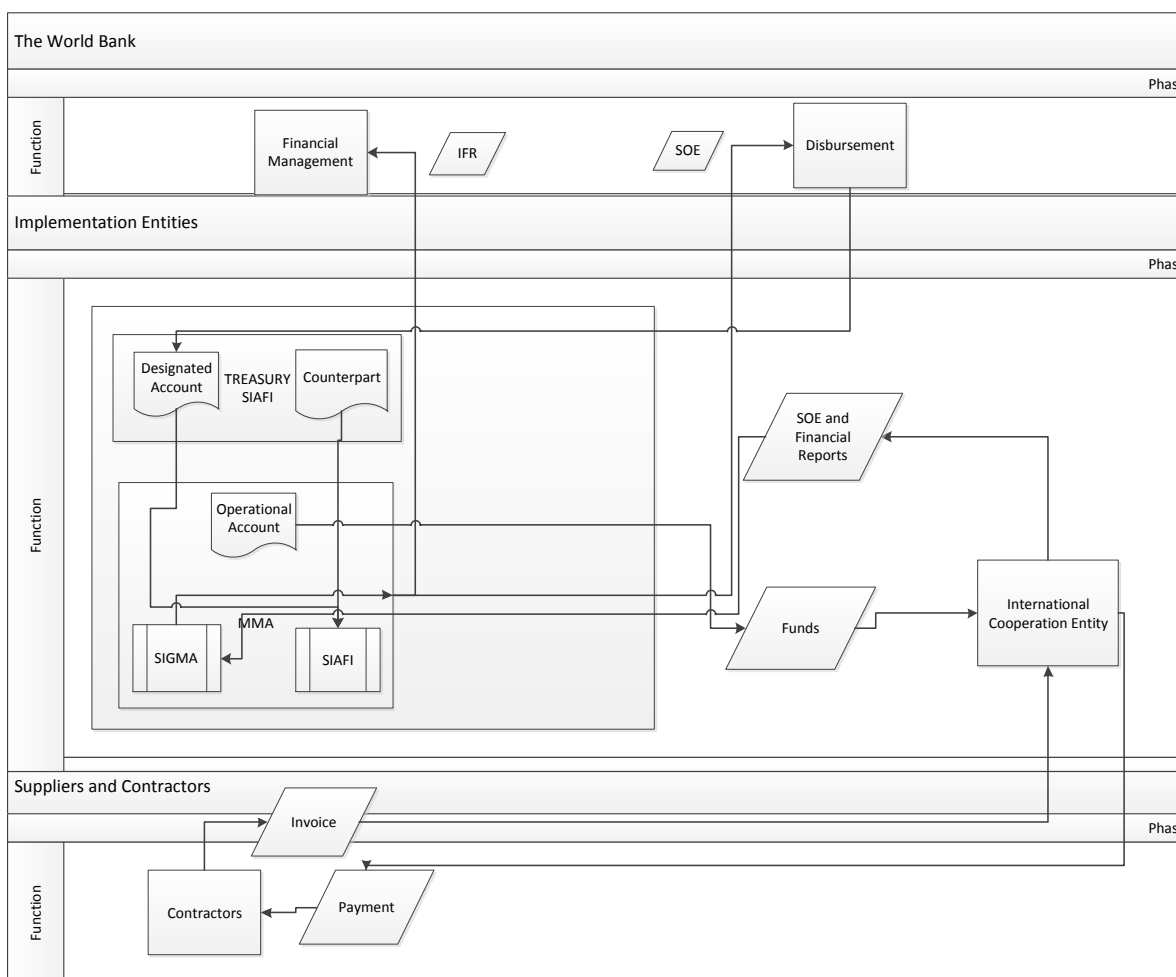 The World Bank
Phas
Function
Financial
Management
IFR
SOE
Disbursement
Implementation Entities
Phas
Function
Designated
Account
TREASURY
SIAFI
Counterpart
SOE and
Financial
Reports
Operational
Account
International
Cooperation Entity
Funds
MMA
SIGMA
SIAFI
Suppliers and Contractors
Phas
Function
Invoice
Contractors
Payment